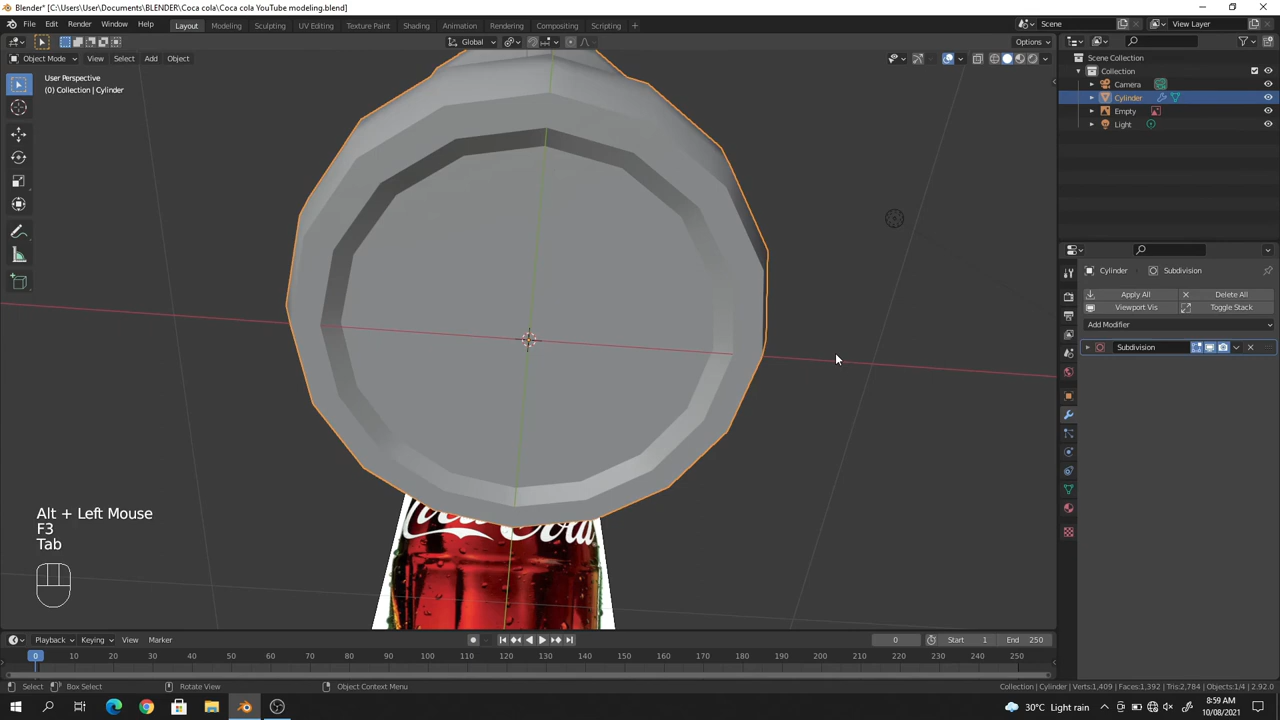 Blender* [C:\Users\User\Documents\BLENDER\Coca cola\Coca cola YouTube modeling.blend]
File Edit Render Window Help Layout Modeling Sculpting UV Editing Texture Paint Shading Animation Rendering Compositing Scripting + Scene View Layer
Global Options
Object Mode View Select Add Object
User Perspective
(0) Collection | Cylinder
Scene Collection
Collection
Camera
Cylinder
Empty
Light
Cylinder Subdivision
Apply All Delete All
Viewport Vis Toggle Stack
Add Modifier
Subdivision
Coca-Cola
Alt + Left Mouse
F3
Tab
Playback Keying View Marker 0 Start 1 End 250
0 10 20 30 40 50 60 70 80 90 100 110 120 130 140 150 160 170 180 190 200 210 220 230 240 250
Select Box Select Rotate View Object Context Menu Collection | Cylinder Verts:1,409 Faces:1,392 Tris:2,784 Objects:1/4 2.92.0
30°C Light rain 8:59 AM
10/08/2021